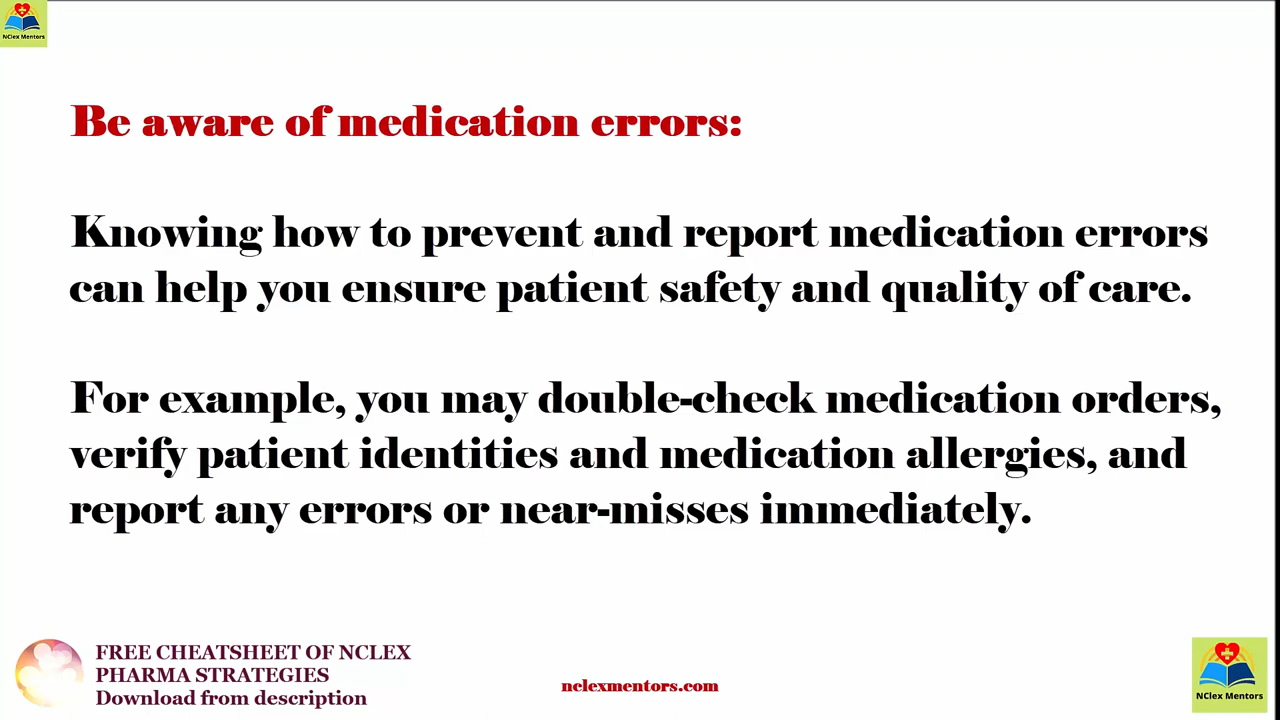 NClex Mentors
Be aware of medication errors:
Knowing how to prevent and report medication errors
can help you ensure patient safety and quality of care.
For example, you may double-check medication orders,
verify patient identities and medication allergies, and
report any errors or near-misses immediately.
FREE CHEATSHEET OF NCLEX
PHARMA STRATEGIES
Download from description
nclexmentors.com
NClex Mentors